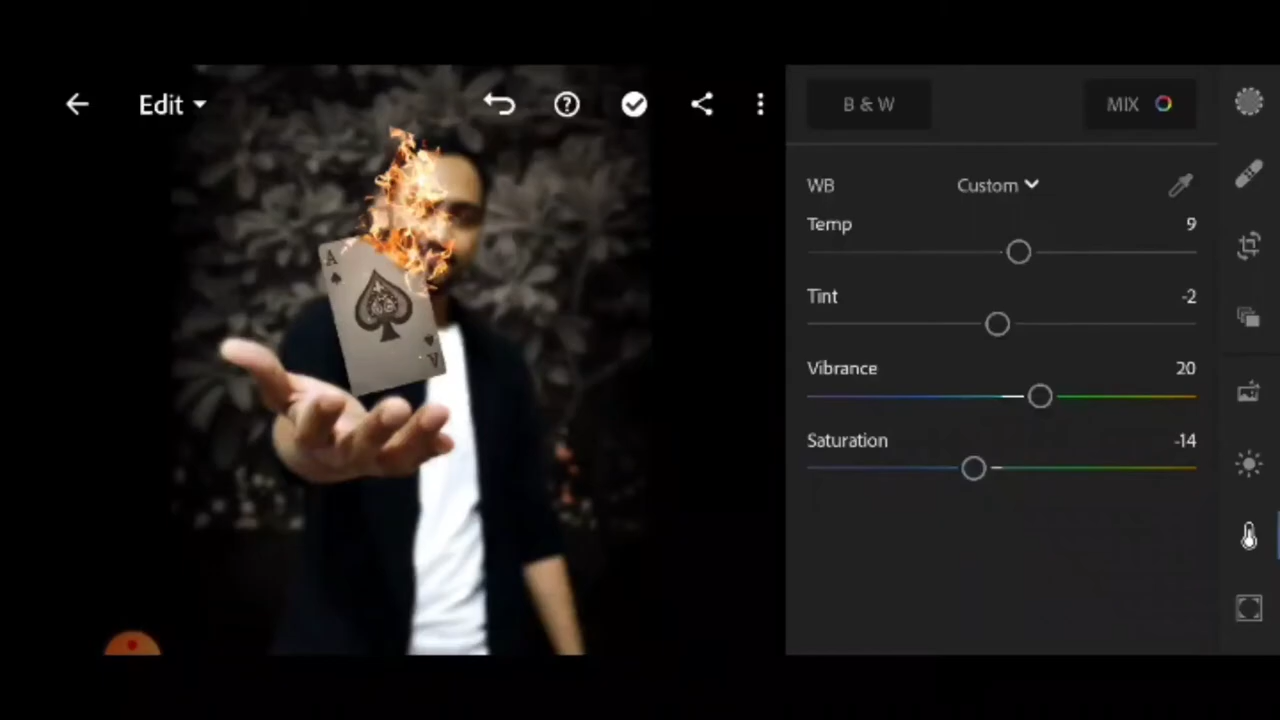 Edit
B & W
MIX
WB
Custom
Temp
9
Tint
-2
Vibrance
20
Saturation
-14
A
A